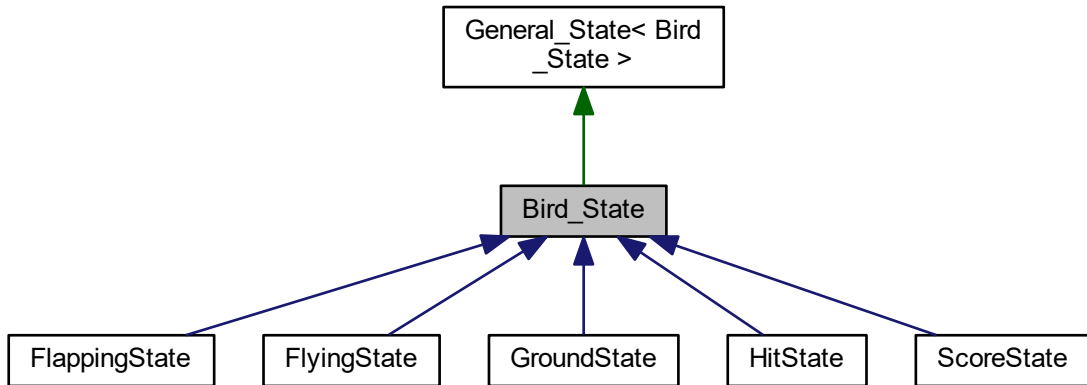 General_State< Bird
_State >
Bird_State
FlappingState
FlyingState
GroundState
HitState
ScoreState